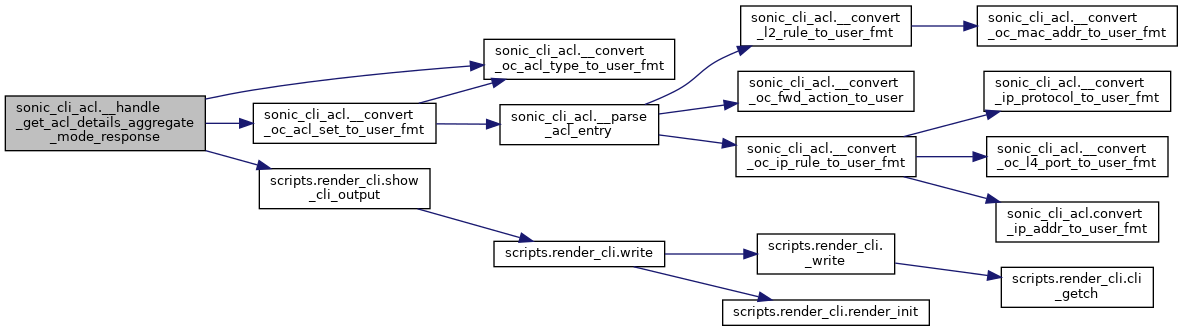 sonic_cli_acl.__handle
_get_acl_details_aggregate
_mode_response
sonic_cli_acl.__convert
_oc_acl_type_to_user_fmt
sonic_cli_acl.__convert
_oc_acl_set_to_user_fmt
scripts.render_cli.show
_cli_output
sonic_cli_acl.__parse
_acl_entry
scripts.render_cli.write
sonic_cli_acl.__convert
_l2_rule_to_user_fmt
sonic_cli_acl.__convert
_oc_fwd_action_to_user
sonic_cli_acl.__convert
_oc_ip_rule_to_user_fmt
scripts.render_cli.
_write
scripts.render_cli.render_init
sonic_cli_acl.__convert
_oc_mac_addr_to_user_fmt
sonic_cli_acl.__convert
_ip_protocol_to_user_fmt
sonic_cli_acl.__convert
_oc_l4_port_to_user_fmt
sonic_cli_acl.convert
_ip_addr_to_user_fmt
scripts.render_cli.cli
_getch